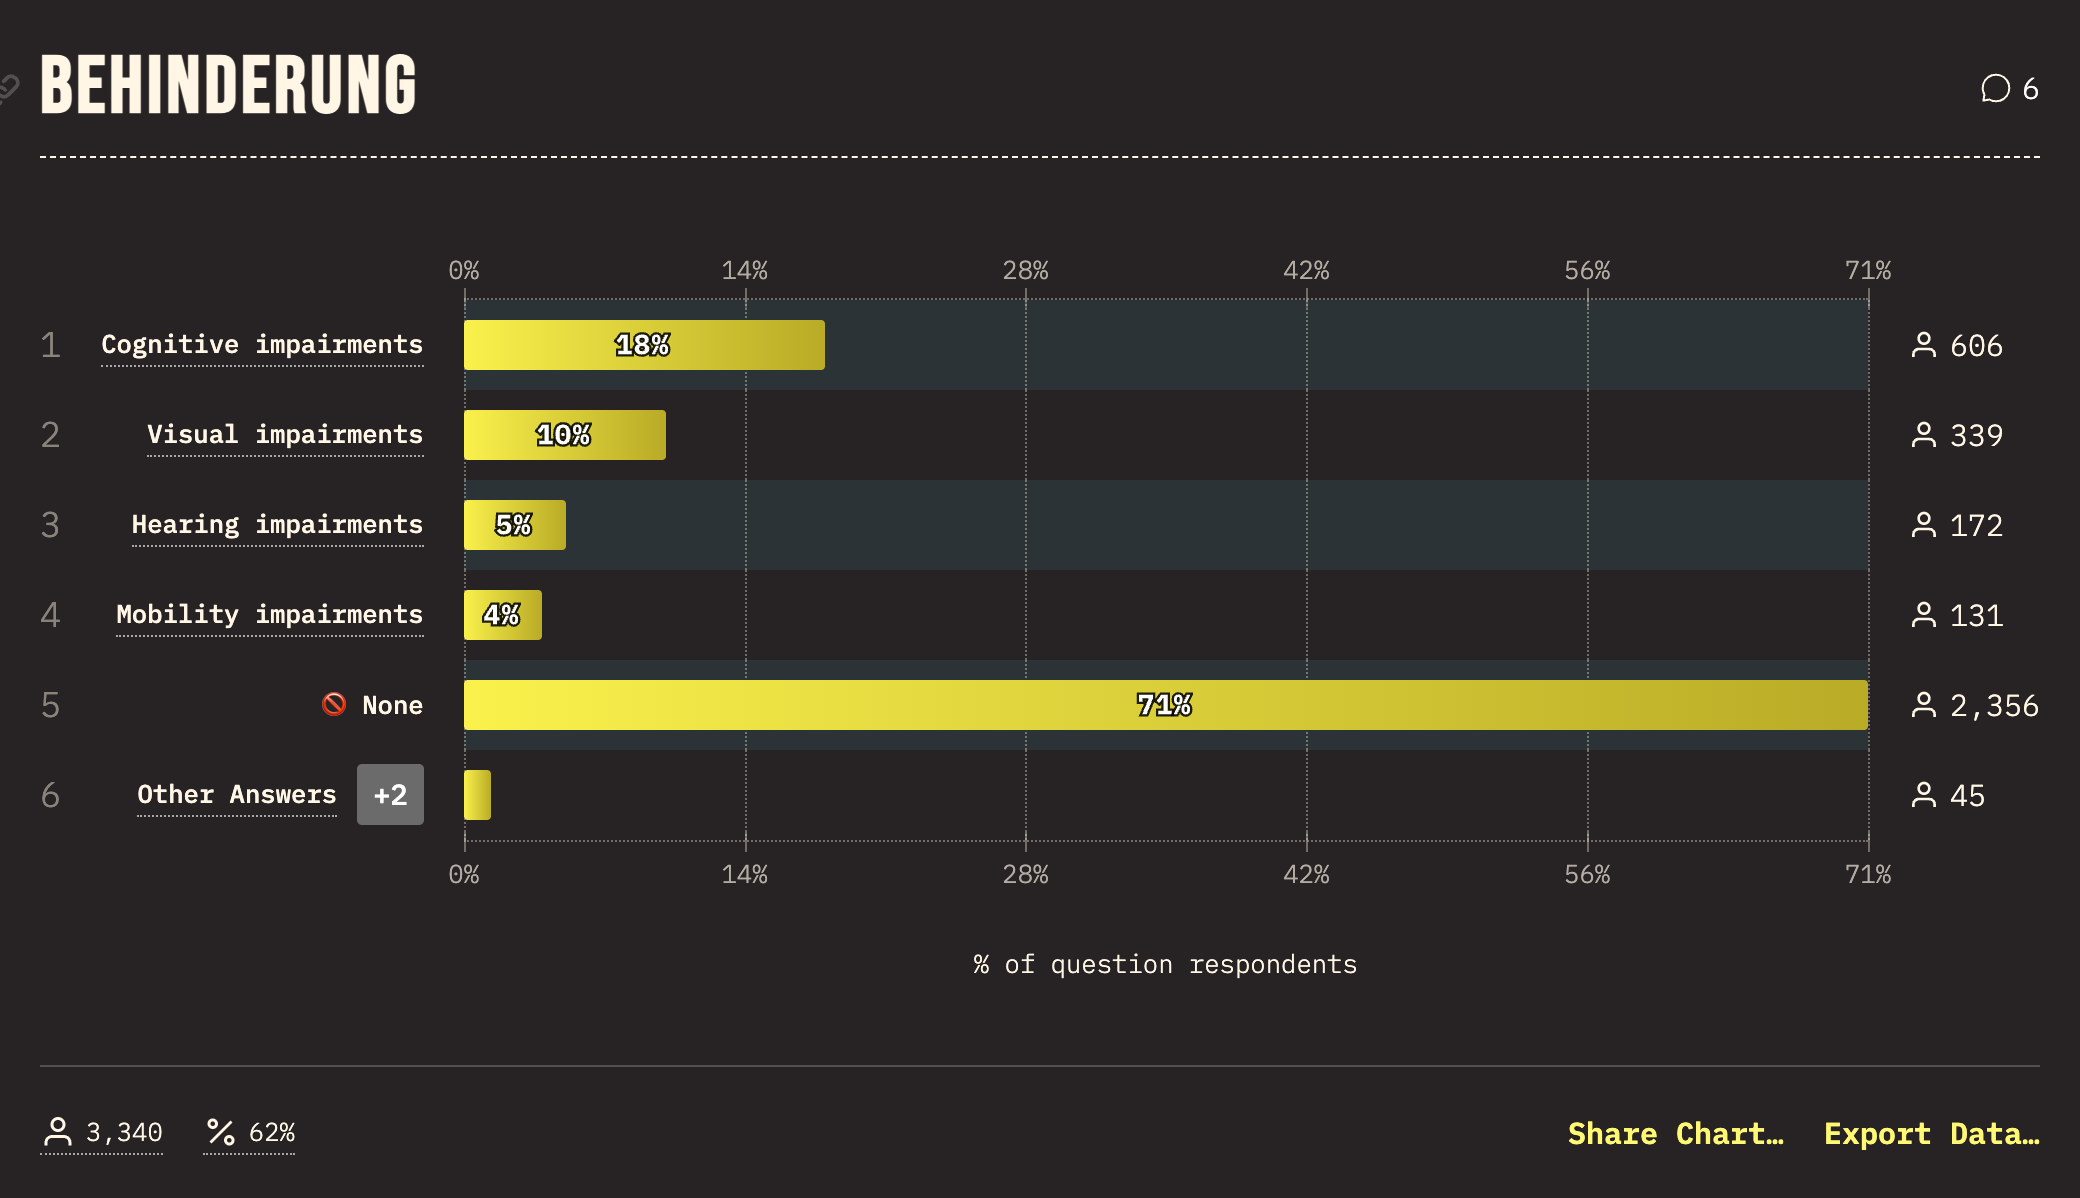 BEHINDERUNG
6
0% 14% 28% 42% 56% 71%
1 Cognitive impairments 18% 606
2 Visual impairments 10% 339
3 Hearing impairments 5% 172
4 Mobility impairments 4% 131
5 🚫 None 71% 2,356
6 Other Answers +2 45
0% 14% 28% 42% 56% 71%
% of question respondents
3,340 % 62% Share Chart… Export Data…